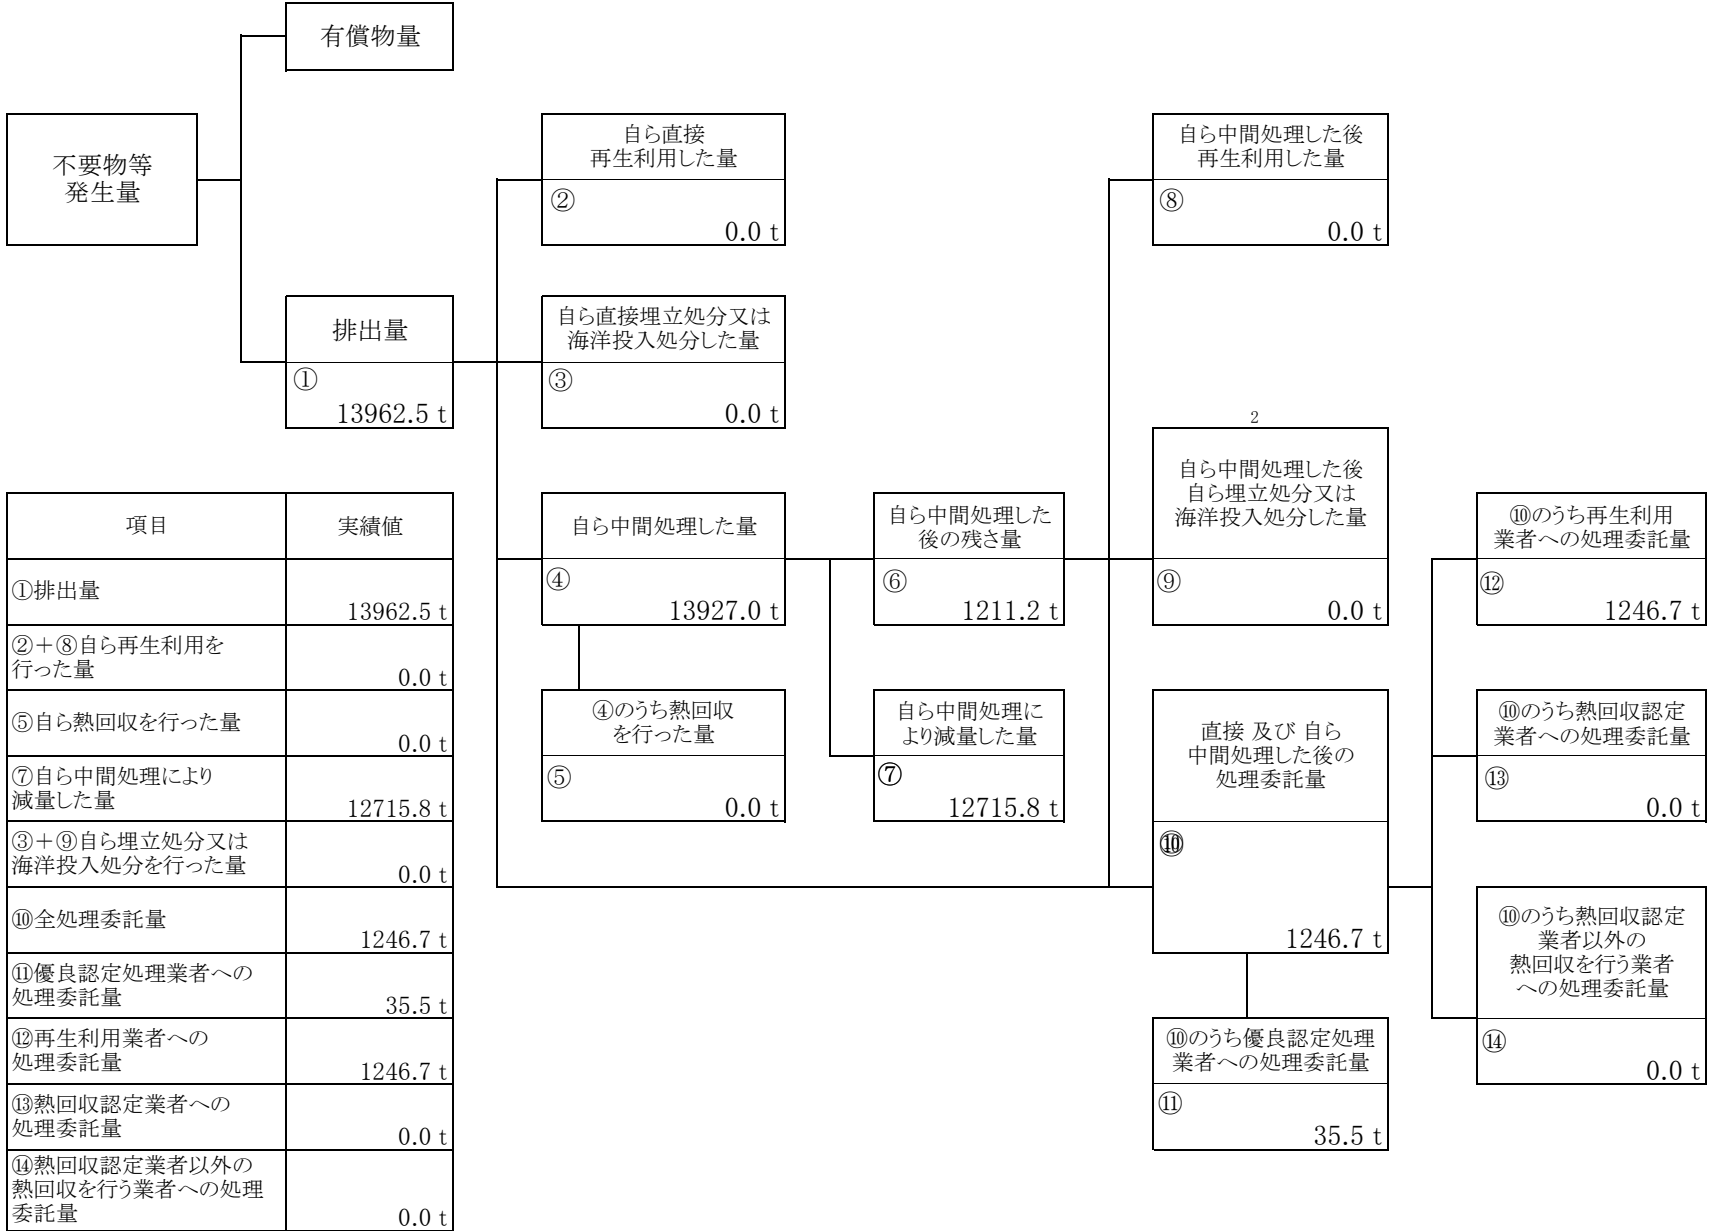 有償物量
不要物等
発生量
自ら直接
再生利用した量
②
0.0 t
自ら中間処理した後
再生利用した量
⑧
0.0 t
排出量
①
13962.5 t
自ら直接埋立処分又は
海洋投入処分した量
③
0.0 t
2
自ら中間処理した後
自ら埋立処分又は
海洋投入処分した量
⑨
0.0 t
自ら中間処理した量
④
13927.0 t
自ら中間処理した
後の残さ量
⑥
1211.2 t
⑩のうち再生利用
業者への処理委託量
⑫
1246.7 t
④のうち熱回収
を行った量
⑤
0.0 t
自ら中間処理に
より減量した量
⑦
12715.8 t
直接 及び 自ら
中間処理した後の
処理委託量
⑩
1246.7 t
⑩のうち熱回収認定
業者への処理委託量
⑬
0.0 t
⑩のうち熱回収認定
業者以外の
熱回収を行う業者
への処理委託量
⑭
0.0 t
⑩のうち優良認定処理
業者への処理委託量
⑪
35.5 t
項目 実績値
①排出量
13962.5 t
②+⑧自ら再生利用を
行った量
0.0 t
⑤自ら熱回収を行った量
0.0 t
⑦自ら中間処理により
減量した量
12715.8 t
③+⑨自ら埋立処分又は
海洋投入処分を行った量
0.0 t
⑩全処理委託量
1246.7 t
⑪優良認定処理業者への
処理委託量
35.5 t
⑫再生利用業者への
処理委託量
1246.7 t
⑬熱回収認定業者への
処理委託量
0.0 t
⑭熱回収認定業者以外の
熱回収を行う業者への処理
委託量
0.0 t